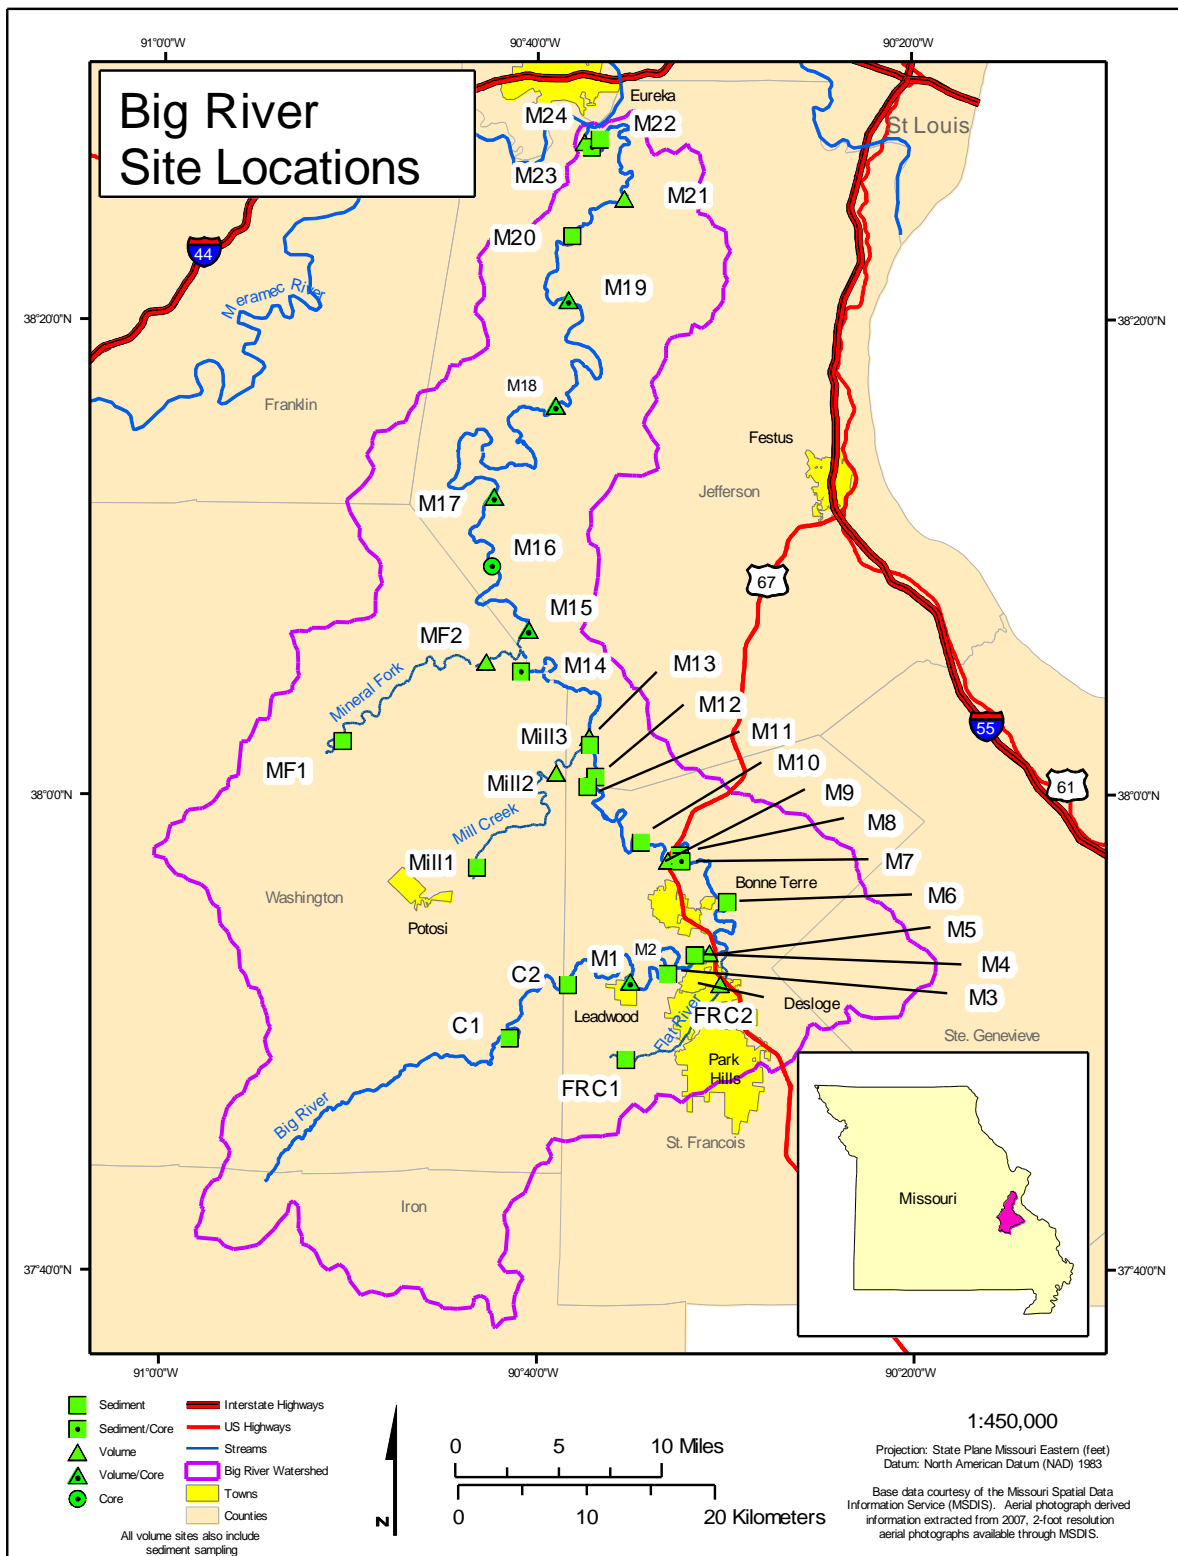 91°0'0"W
90°40'0"W
90°20'0"W
Big River
Site Locations
Eureka
M24
M22
St Louis
M23
M21
M20
44
M19
Meramec River
38°20'0"N
38°20'0"N
M18
Franklin
Festus
M17
Jefferson
M16
67
M15
MF2
M14
M13
Mineral Fork
M12
Mill3
M11
55
MF1
M10
Mill2
M9
61
38°0'0"N
38°0'0"N
Mill Creek
M8
Mill1
M7
Bonne Terre
Washington
M6
Potosi
M5
M2
M1
M4
C2
M3
Desloge
Leadwood
FRC2
C1
Flat River
Ste. Genevieve
Park
Hills
FRC1
Big River
St. Francois
Missouri
Iron
37°40'0"N
37°40'0"N
91°0'0"W
90°40'0"W
90°20'0"W
Sediment
Sediment/Core
Volume
Volume/Core
Core
All volume sites also include
sediment sampling
Interstate Highways
US Highways
Streams
Big River Watershed
Towns
Counties
N
0 5 10 Miles
0 10 20 Kilometers
1:450,000
Projection: State Plane Missouri Eastern (feet)
Datum: North American Datum (NAD) 1983
Base data courtesy of the Missouri Spatial Data
Information Service (MSDIS). Aerial photograph derived
information extracted from 2007, 2-foot resolution
aerial photographs available through MSDIS.